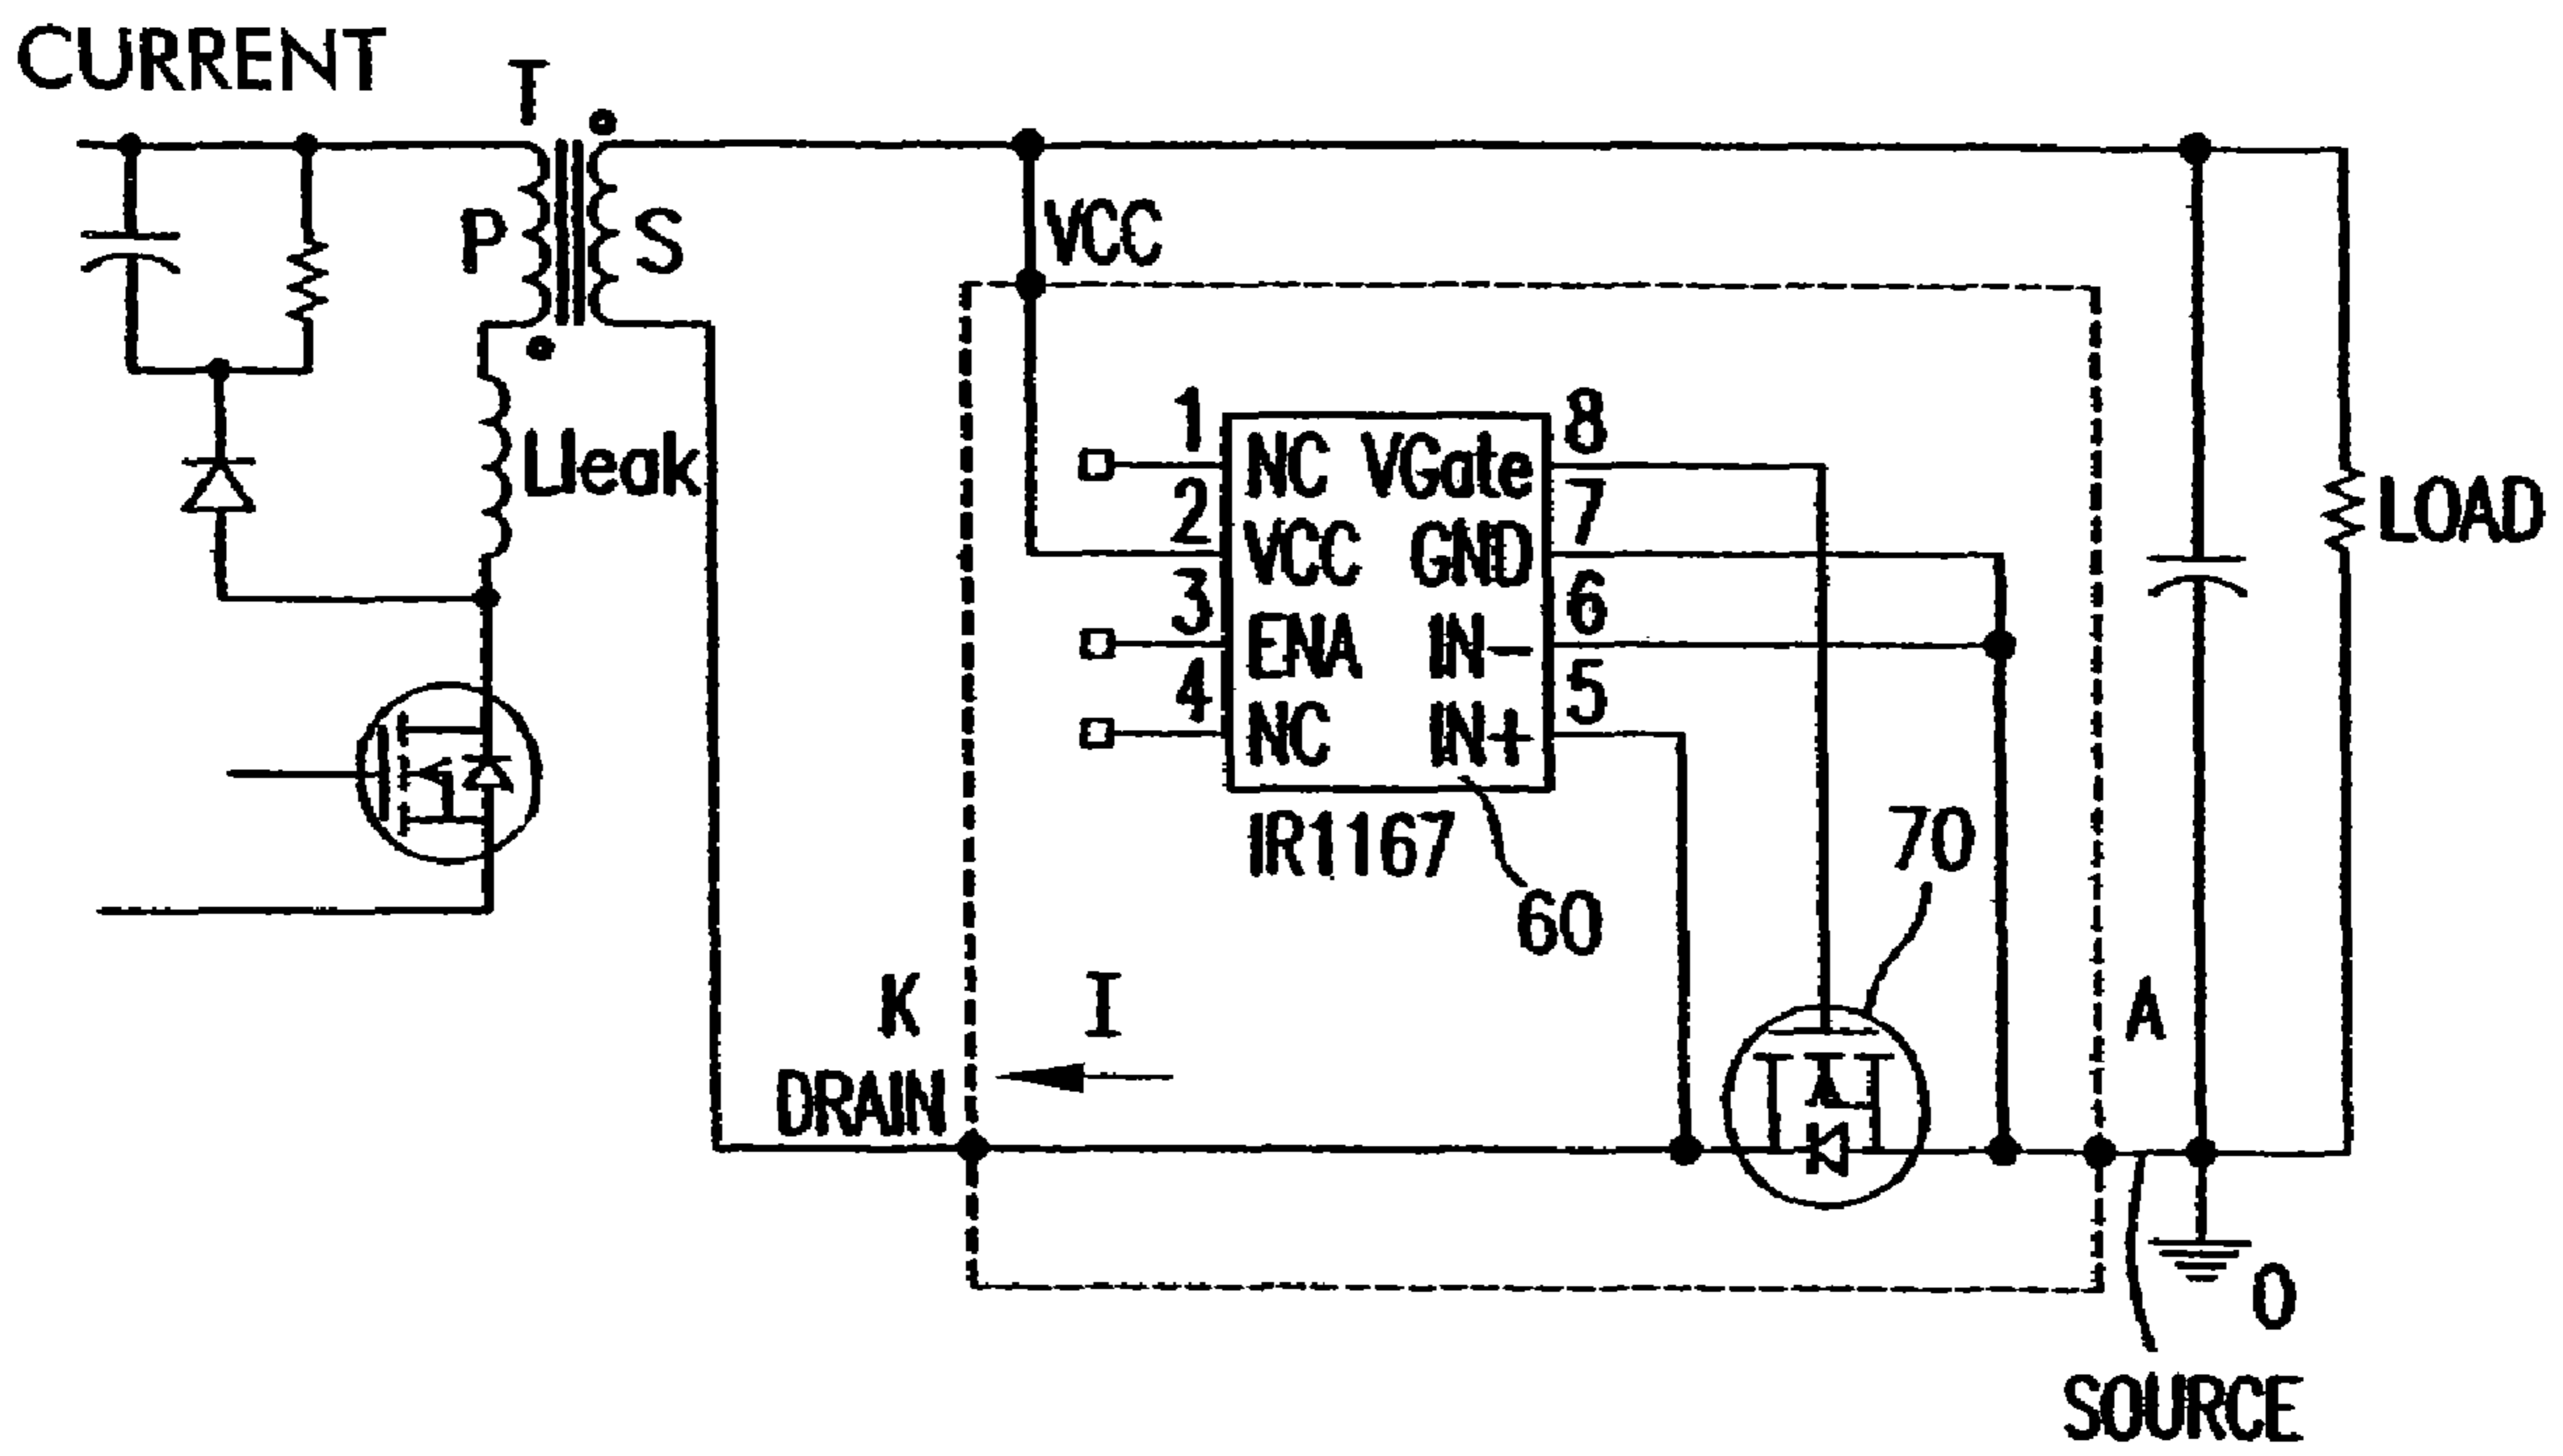 CURRENT
T
P
S
VCC
Lleak
1
NC
VGate
8
2
VCC
GND
7
3
ENA
IN-
6
4
NC
IN+
5
IR1167
60
70
LOAD
K
I
A
DRAIN
0
SOURCE